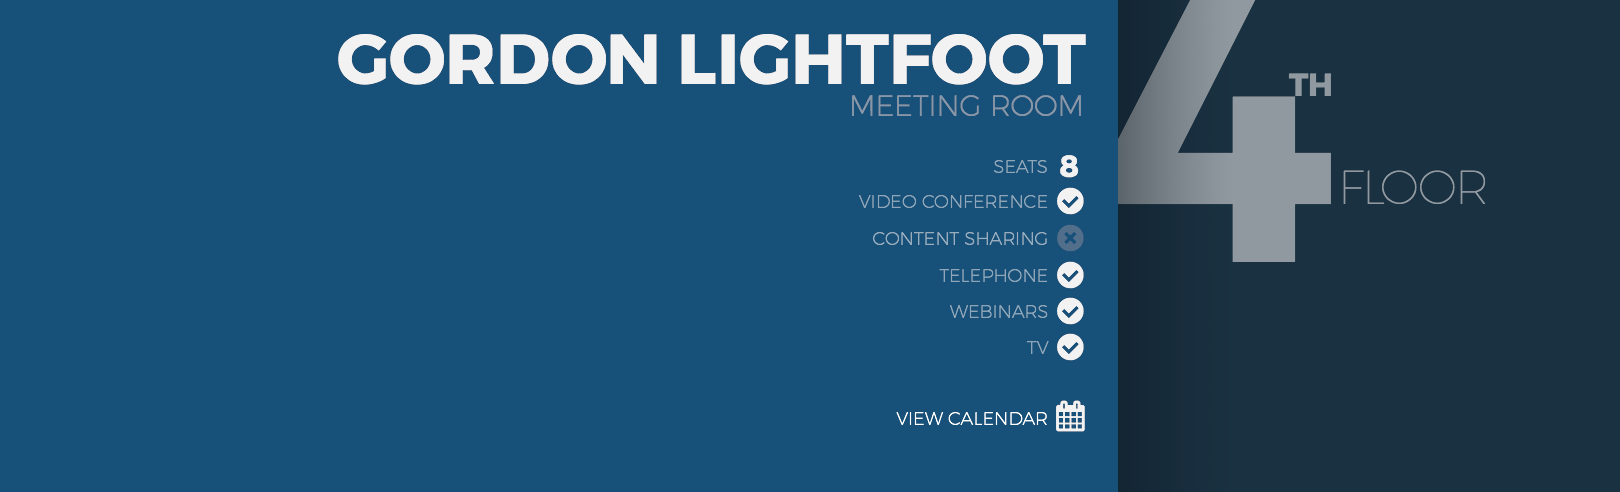 GORDON LIGHTFOOT
MEETING ROOM
SEATS 8
VIDEO CONFERENCE
CONTENT SHARING
TELEPHONE
WEBINARS
TV
VIEW CALENDAR
4TH
FLOOR